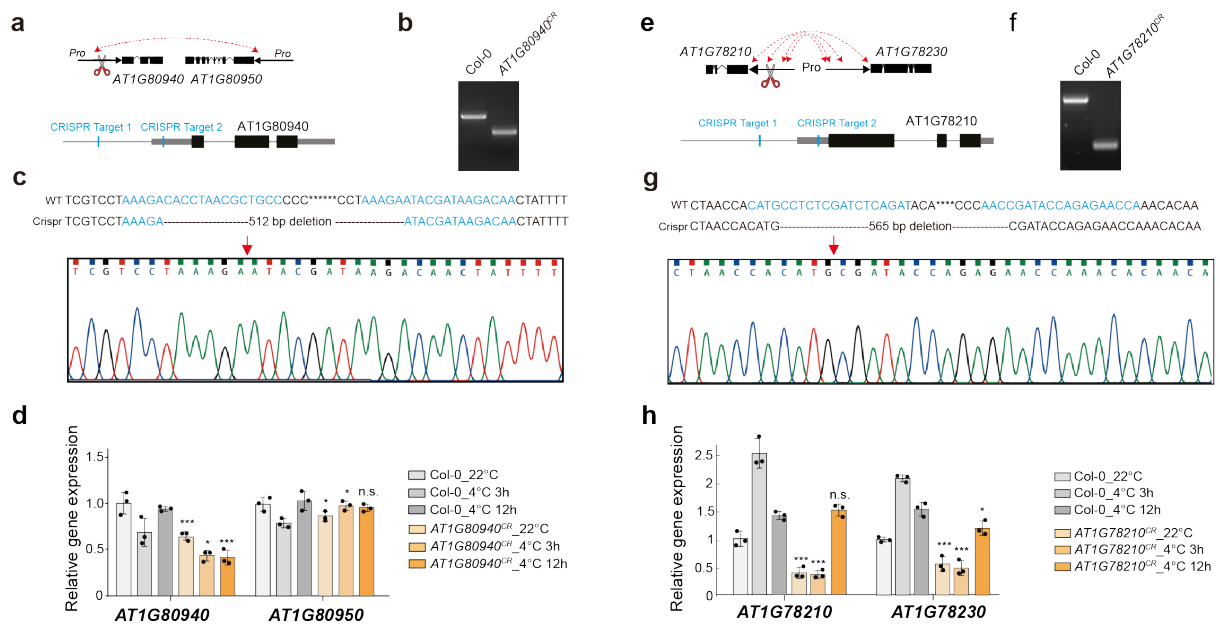 a
Pro
Pro
AT1G80940
AT1G80950
CRISPR Target 1
CRISPR Target 2
AT1G80940
b
Col-0
AT1G80940CR
c
WT TCGTCCTAAAGACACCTAACGCTGCCCCC******CCTAAAGAATACGATAAGACAACTATTTT
Crispr TCGTCCTAAAGA----------------------512 bp deletion ------------------ATACGATAAGACAACTATTTT
T C G T C C T A A A G A A T A C G A T A A G A C A A C T A T T T T
d
Relative gene expression
1.5
1.0
0.5
0
***
*
***
*
*
n.s.
AT1G80940
AT1G80950
Col-0_22°C
Col-0_4°C 3h
Col-0_4°C 12h
AT1G80940CR_22°C
AT1G80940CR_4°C 3h
AT1G80940CR_4°C 12h
e
AT1G78210
AT1G78230
Pro
CRISPR Target 1
CRISPR Target 2
AT1G78210
f
Col-0
AT1G78210CR
g
WT CTAACCACATGCCTCTCGATCTCAGATACA****CCCAACCGATACCAGAGAACCAAACACAA
Crispr CTAACCACATG------------------------565 bp deletion---------------CGATACCAGAGAACCAAACACAA
C T A A C C A C A T G C G A T A C C A G A G A A C C A A A C A C A A C A
h
Relative gene expression
2.5
2
1.5
1
0.5
0
***
***
n.s.
***
***
*
AT1G78210
AT1G78230
Col-0_22°C
Col-0_4°C 3h
Col-0_4°C 12h
AT1G78210CR_22°C
AT1G78210CR_4°C 3h
AT1G78210CR_4°C 12h